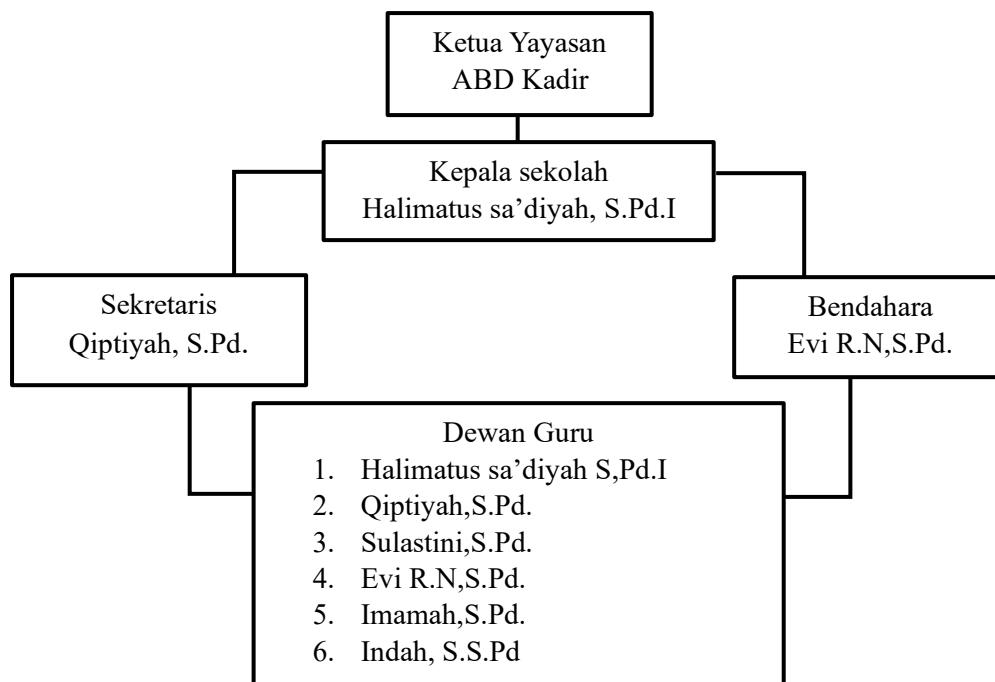 Ketua Yayasan
ABD Kadir
Kepala sekolah
Halimatus sa’diyah, S.Pd.I
Sekretaris
Qiptiyah, S.Pd.
Bendahara
Evi R.N,S.Pd.
Dewan Guru
1. Halimatus sa’diyah S,Pd.I
2. Qiptiyah,S.Pd.
3. Sulastini,S.Pd.
4. Evi R.N,S.Pd.
5. Imamah,S.Pd.
6. Indah, S.S.Pd